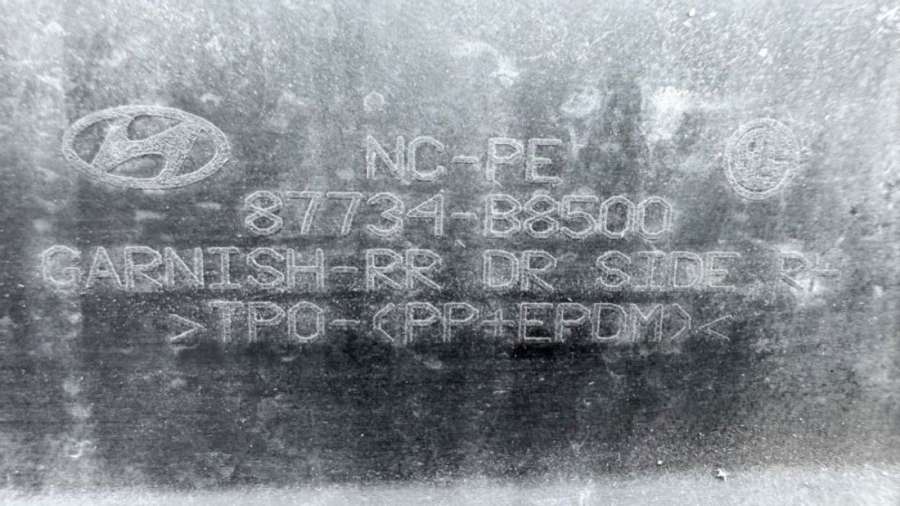 NC-PE
87734-B8500
GARNISH-RR DR SIDE
>TPO-(PP+EPDM)<